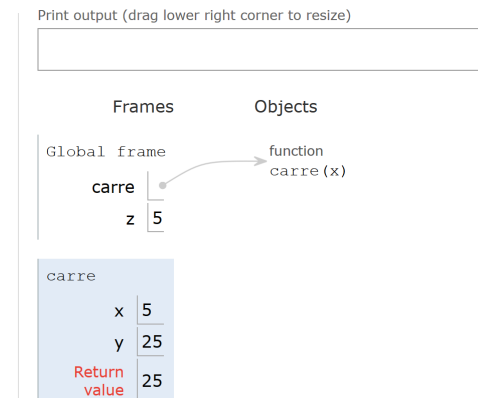 Print output (drag lower right corner to resize)
Frames Objects
Global frame
function
carre(x)
carre
z 5
carre
x 5
y 25
Return
value 25